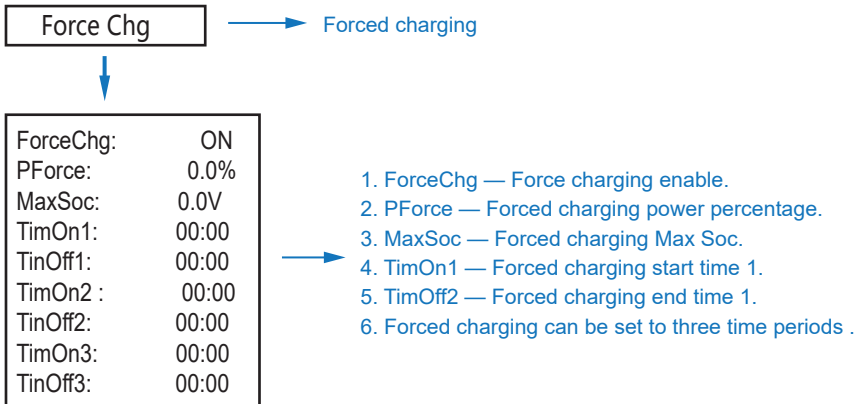 Force Chg
Forced charging
ForceChg: ON
PForce: 0.0%
MaxSoc: 0.0V
TimOn1: 00:00
TinOff1: 00:00
TimOn2 : 00:00
TinOff2: 00:00
TimOn3: 00:00
TinOff3: 00:00
1. ForceChg — Force charging enable.
2. PForce — Forced charging power percentage.
3. MaxSoc — Forced charging Max Soc.
4. TimOn1 — Forced charging start time 1.
5. TimOff2 — Forced charging end time 1.
6. Forced charging can be set to three time periods .